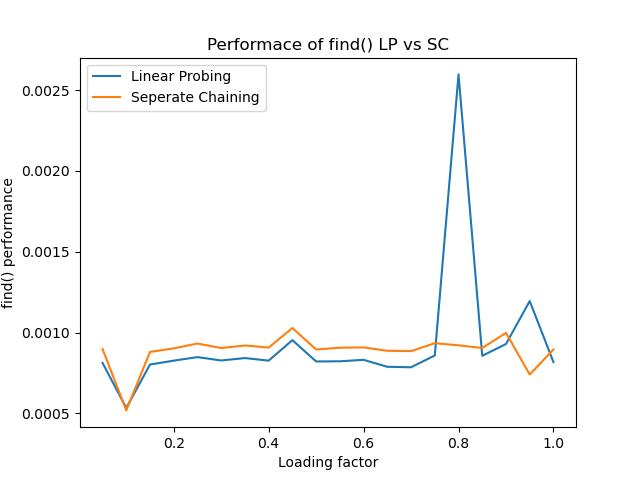 Performace of find() LP vs SC
Linear Probing
Seperate Chaining
0.0025
0.0020
0.0015
0.0010
0.0005
find() performance
0.2 0.4 0.6 0.8 1.0
Loading factor